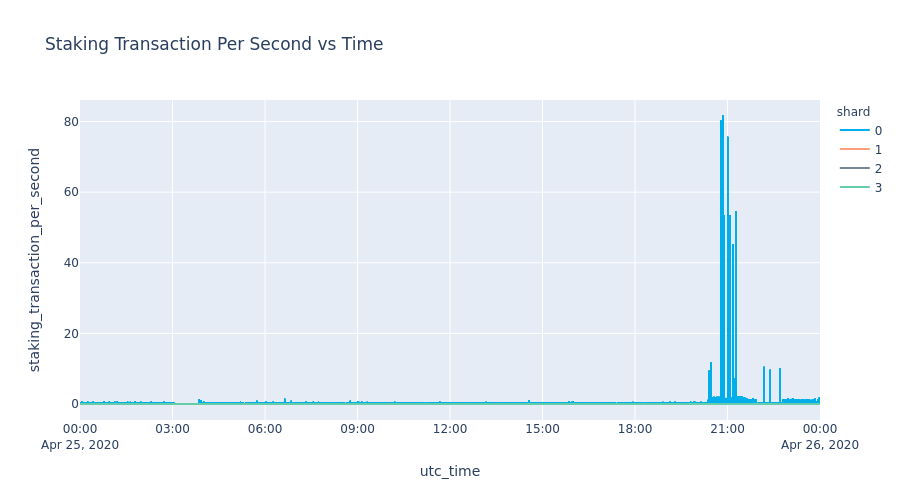 Staking Transaction Per Second vs Time
shard
0
1
2
3
80
60
40
20
0
staking_transaction_per_second
00:00 03:00 06:00 09:00 12:00 15:00 18:00 21:00 00:00
Apr 25, 2020 Apr 26, 2020
utc_time